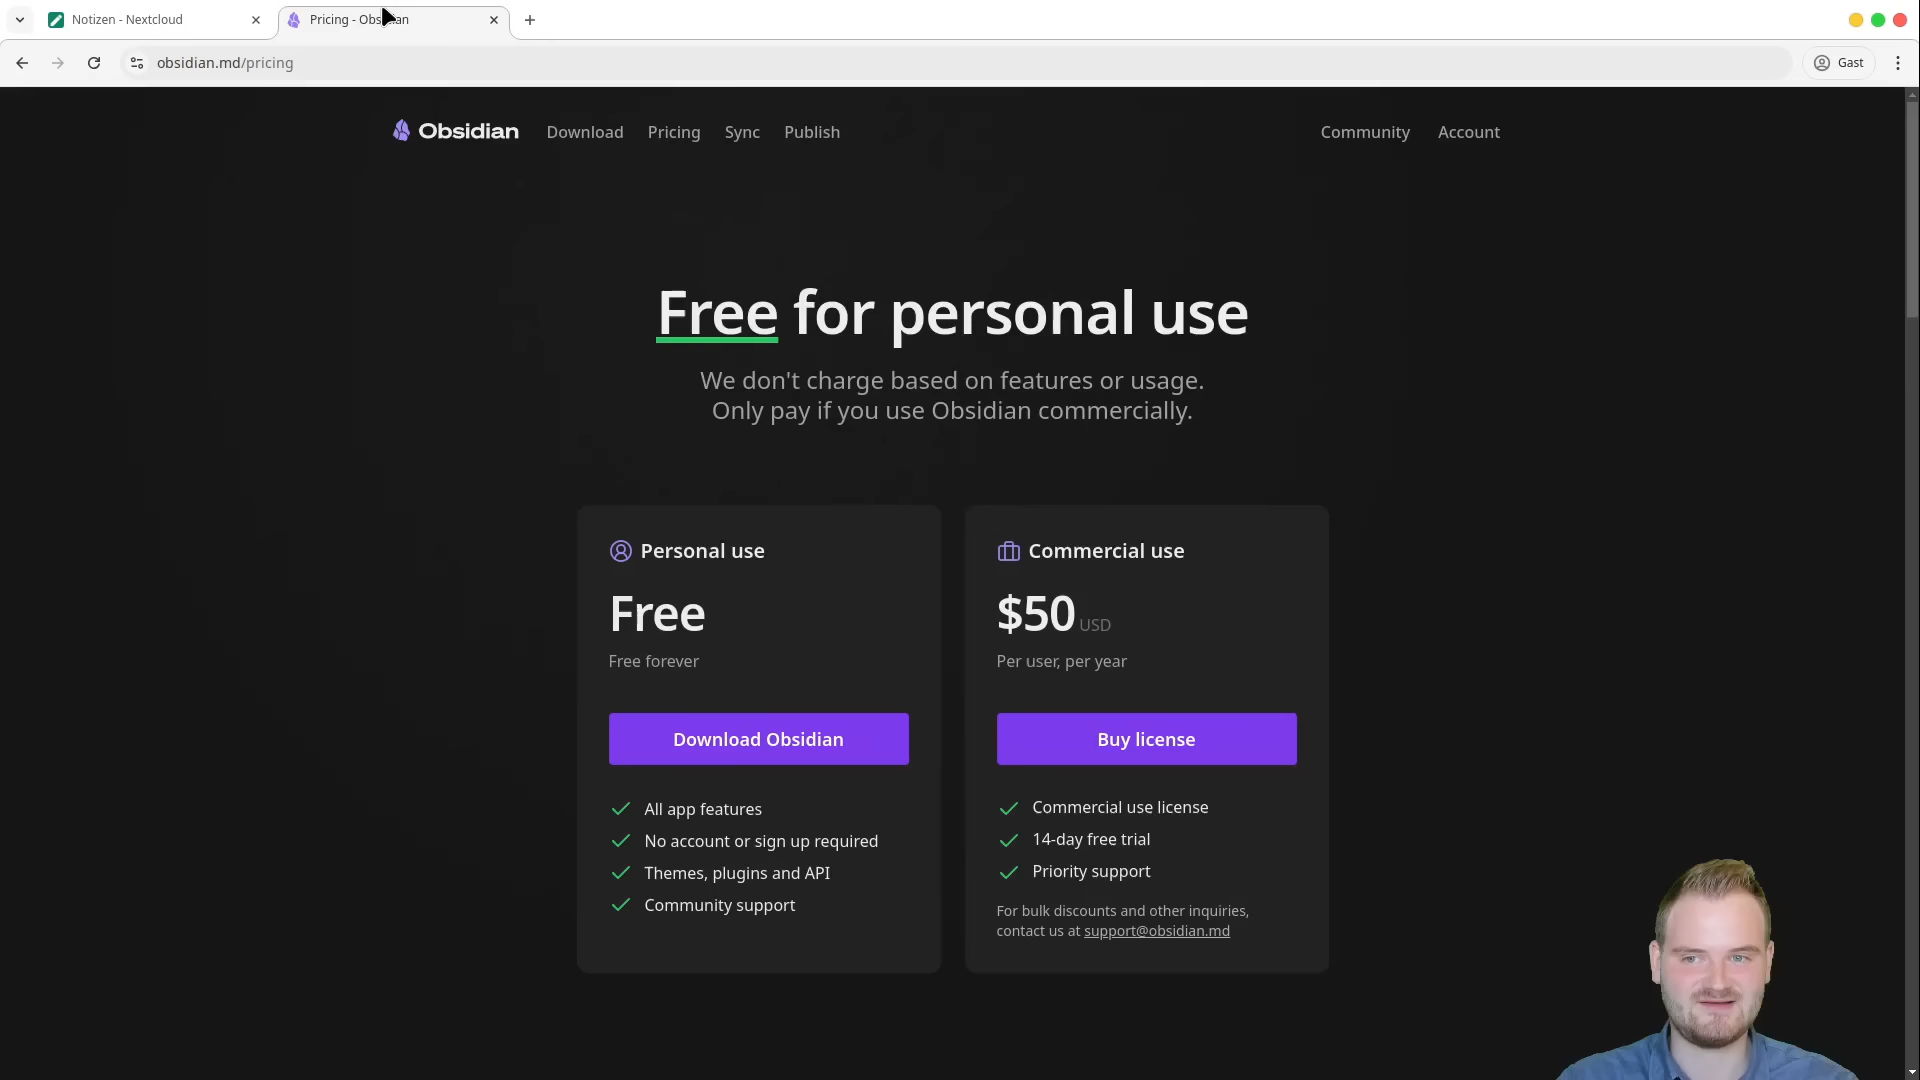 Notizen - Nextcloud
Pricing - Obsidian
obsidian.md/pricing
Gast
Obsidian
Download
Pricing
Sync
Publish
Community
Account
Free for personal use
We don't charge based on features or usage.
Only pay if you use Obsidian commercially.
Personal use
Free
Free forever
Download Obsidian
All app features
No account or sign up required
Themes, plugins and API
Community support
Commercial use
$50 USD
Per user, per year
Buy license
Commercial use license
14-day free trial
Priority support
For bulk discounts and other inquiries,
contact us at support@obsidian.md